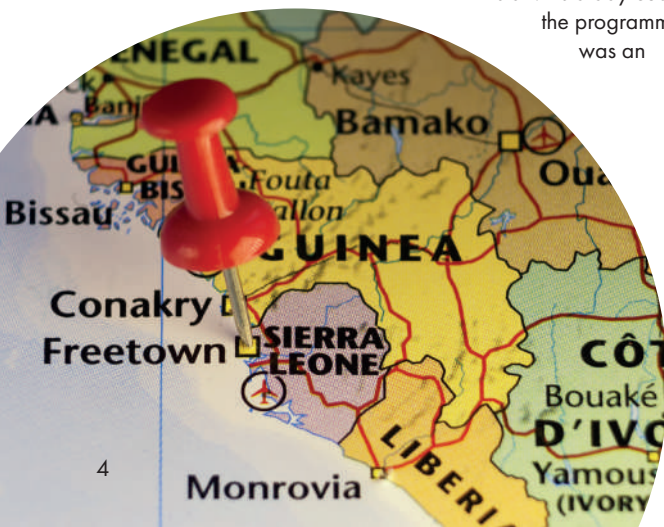 the programm
was an
ENEGAL
Kayes
Banj
Bamako
GUI
BIS
Fouta
allon
Oua
Bissau
GUINEA
Conakry
Freetown
SIERRA
LEONE
CÔT
Bouaké
D'IVO
LIBERI
Yamous
(IVORY
Monrovia
4